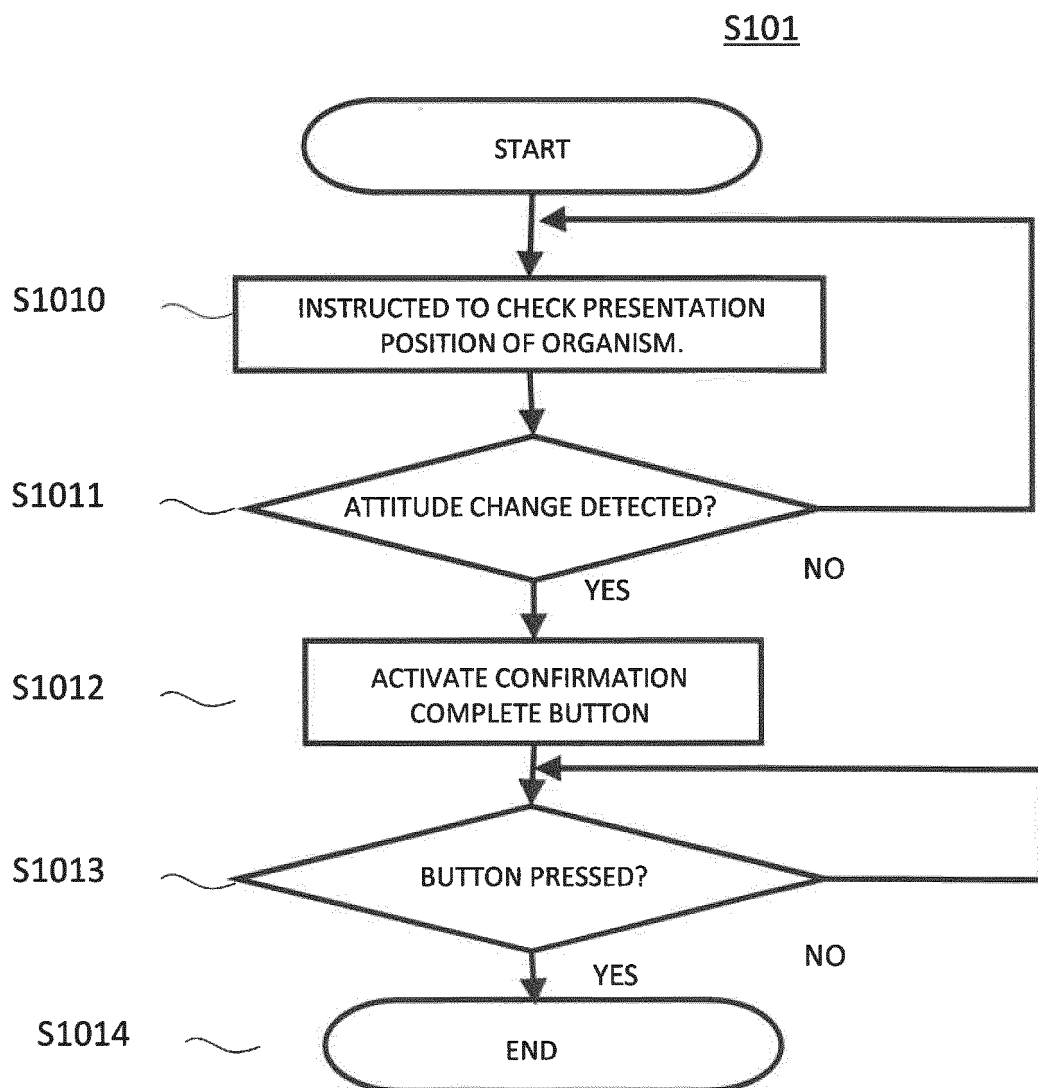 S101
START
S1010
INSTRUCTED TO CHECK PRESENTATION
POSITION OF ORGANISM.
S1011
ATTITUDE CHANGE DETECTED?
NO
YES
S1012
ACTIVATE CONFIRMATION
COMPLETE BUTTON
S1013
BUTTON PRESSED?
NO
YES
S1014
END